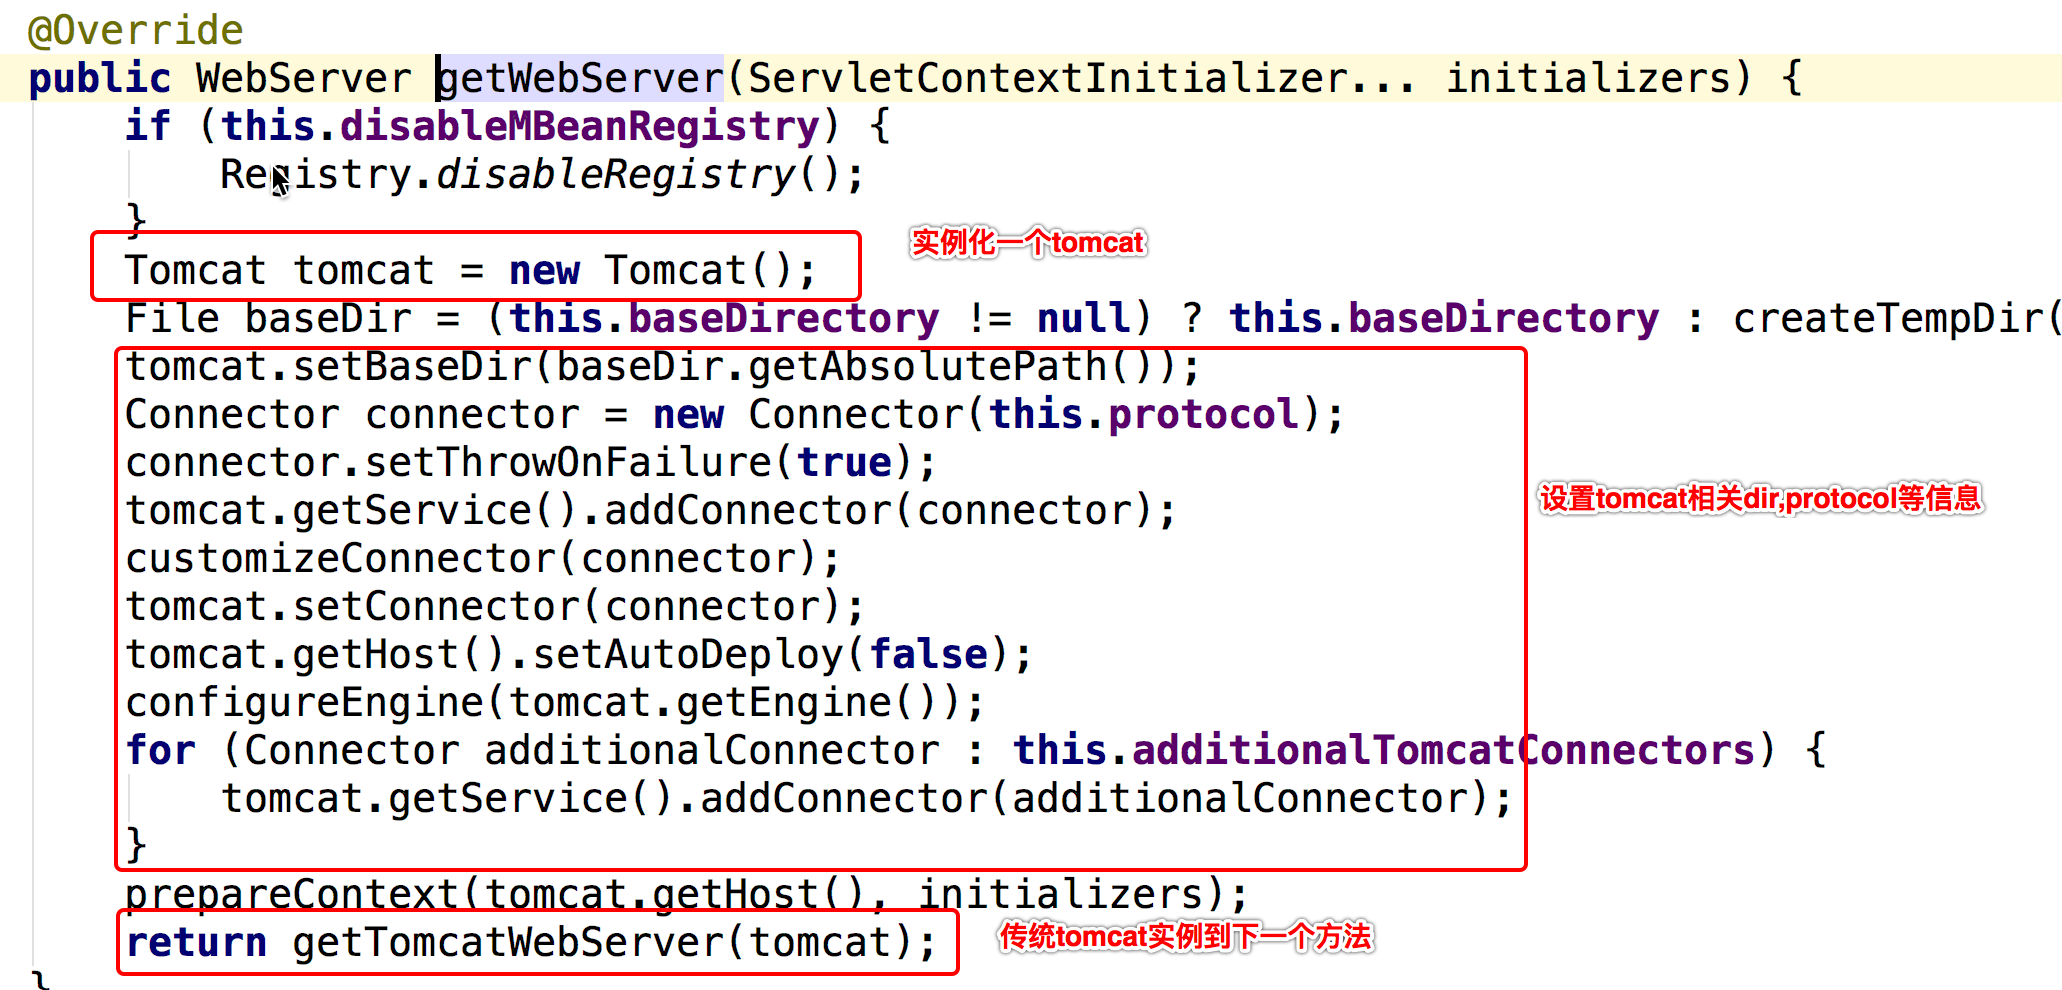 @Override
public WebServer getWebServer(ServletContextInitializer... initializers) {
if (this.disableMBeanRegistry) {
Registry.disableRegistry();
}
实例化一个tomcat
Tomcat tomcat = new Tomcat();
File baseDir = (this.baseDirectory != null) ? this.baseDirectory : createTempDir(
tomcat.setBaseDir(baseDir.getAbsolutePath());
Connector connector = new Connector(this.protocol);
connector.setThrowOnFailure(true);
设置tomcat相关dir,protocol等信息
tomcat.getService().addConnector(connector);
customizeConnector(connector);
tomcat.setConnector(connector);
tomcat.getHost().setAutoDeploy(false);
configureEngine(tomcat.getEngine());
for (Connector additionalConnector : this.additionalTomcatConnectors) {
tomcat.getService().addConnector(additionalConnector);
}
prepareContext(tomcat.getHost(), initializers);
return getTomcatWebServer(tomcat);
传统tomcat实例到下一个方法
}